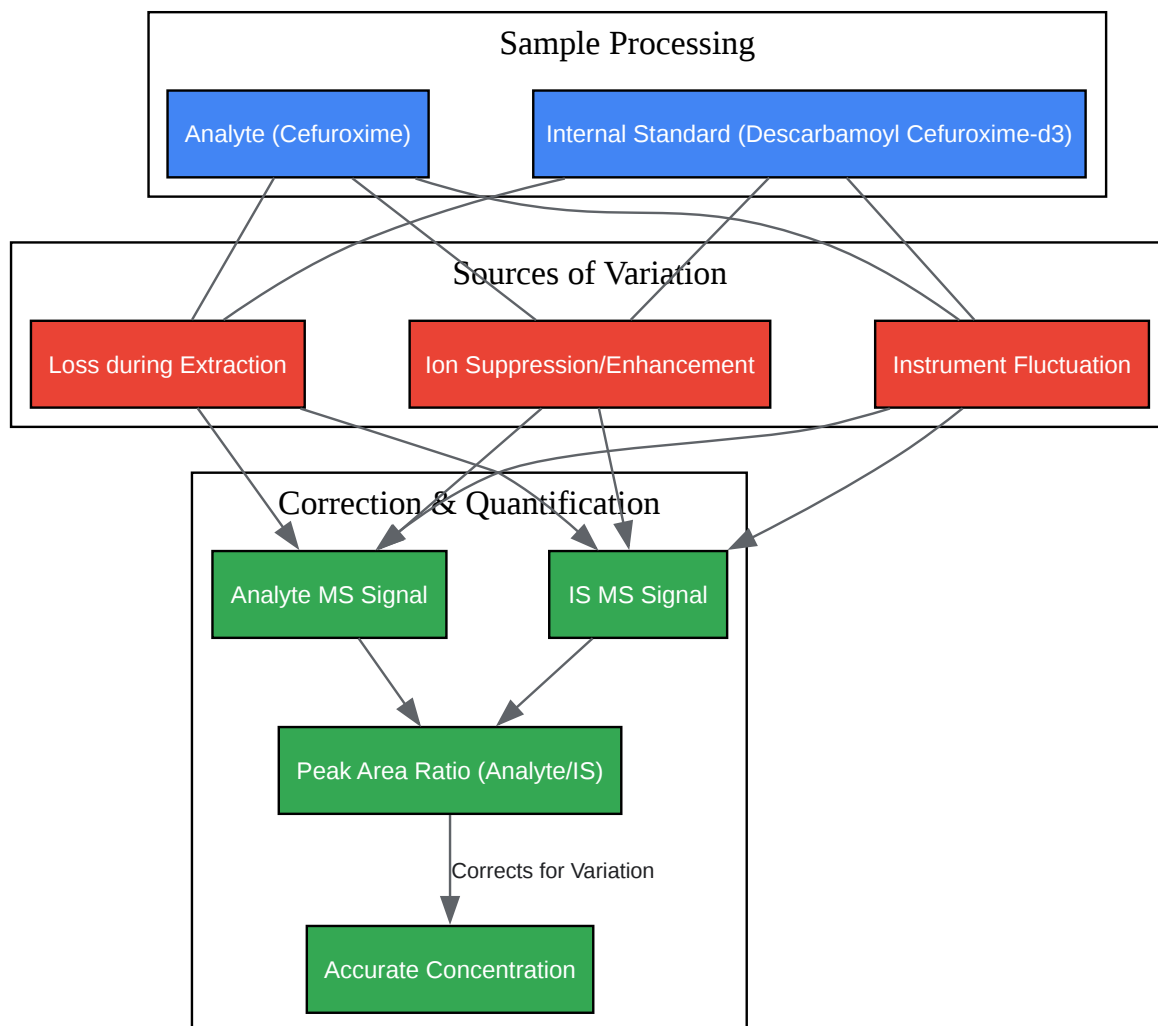 Sample Processing
Analyte (Cefuroxime)
Internal Standard (Descarbamoyl Cefuroxime-d3)
Sources of Variation
Loss during Extraction
Ion Suppression/Enhancement
Instrument Fluctuation
Correction & Quantification
Analyte MS Signal
IS MS Signal
Peak Area Ratio (Analyte/IS)
Corrects for Variation
Accurate Concentration